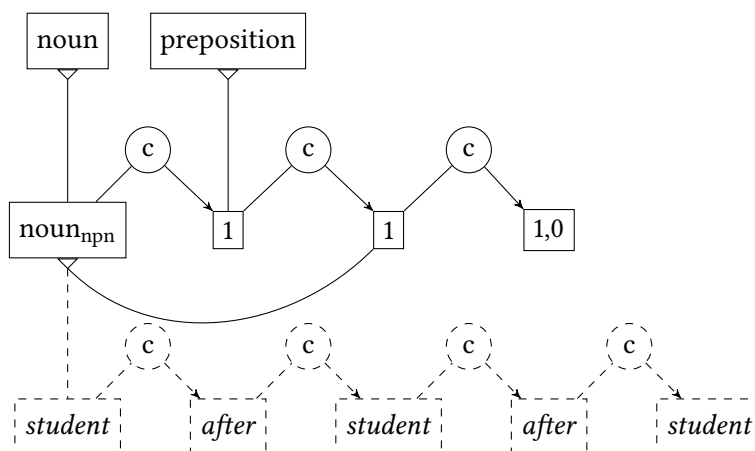 noun preposition
c c c
noun_npn 1 1 1,0
c c c c
student after student after student